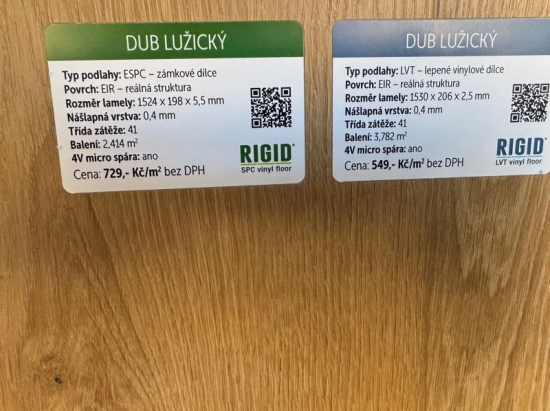 DUB LUŽICKÝ
Typ podlahy: ESPC – zámkové dílce
Povrch: EIR – reálná struktura
Rozměr lamely: 1524 x 198 x 5,5 mm
Nášlapná vrstva: 0,4 mm
Třída zátěže: 41
Balení: 2,414 m²
4V micro spára: ano
Cena: 729,- Kč/m² bez DPH
RIGID
SPC vinyl floor
DUB LUŽICKÝ
Typ podlahy: LVT – lepené vinylové dílce
Povrch: EIR – reálná struktura
Rozměr lamely: 1530 x 206 x 2,5 mm
Nášlapná vrstva: 0,4 mm
Třída zátěže: 41
Balení: 3,782 m²
4V micro spára: ano
Cena: 549,- Kč/m² bez DPH
RIGID
LVT vinyl floor